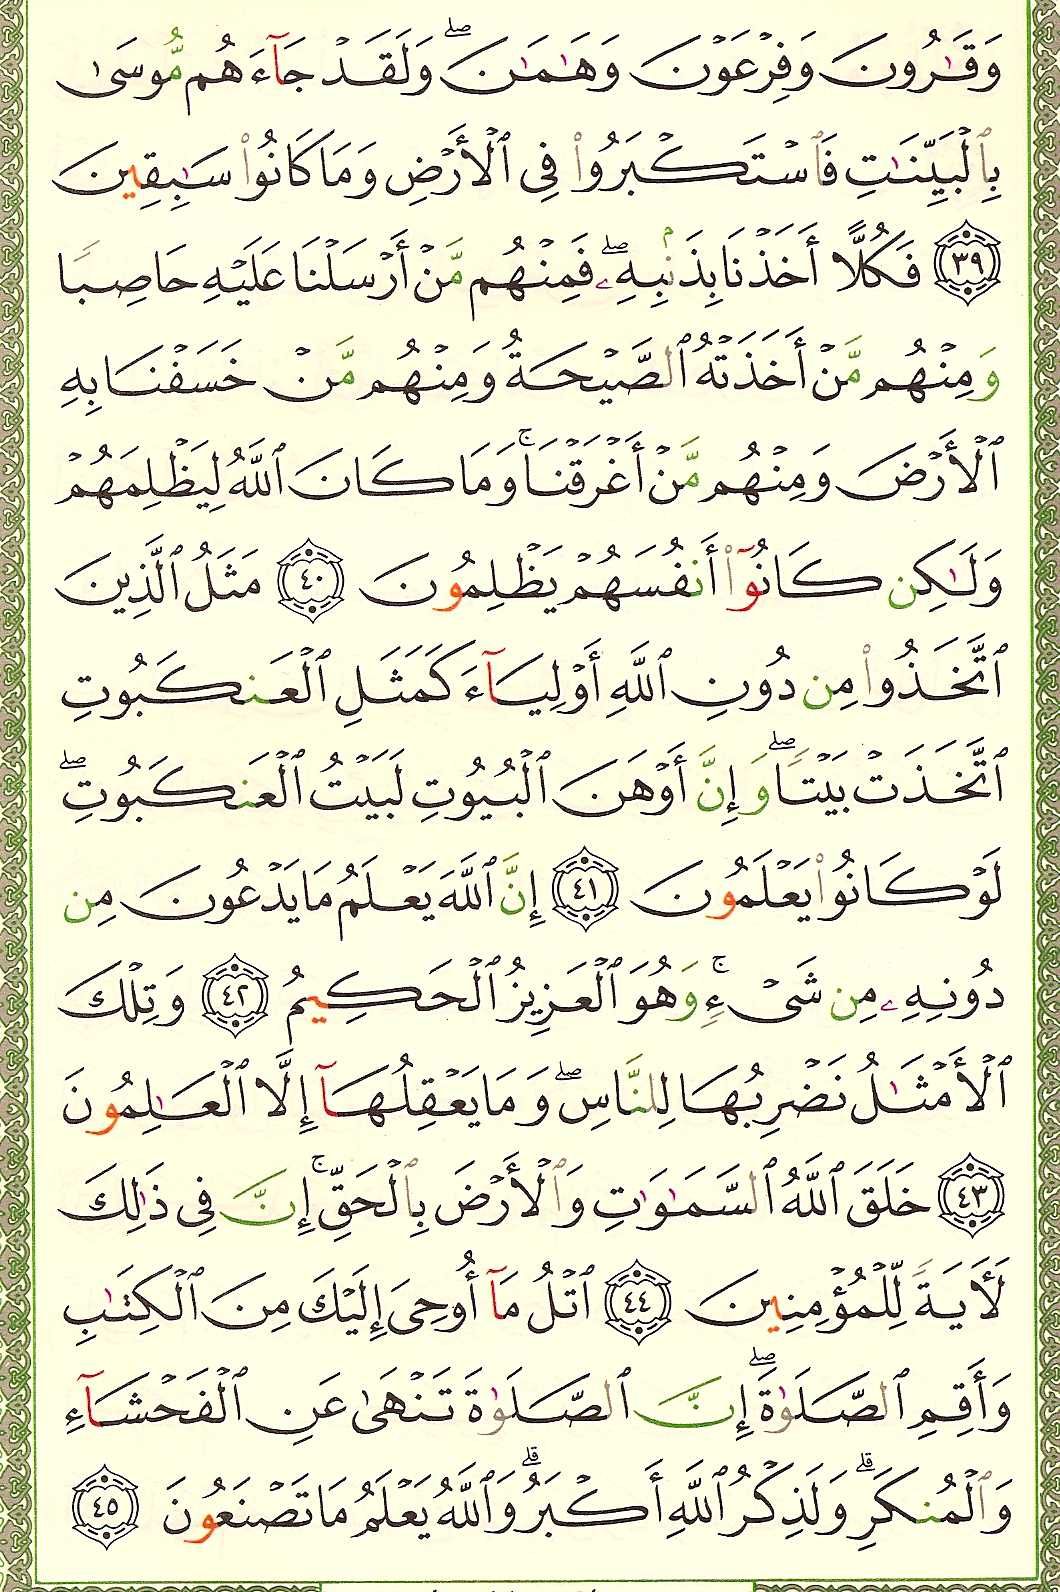 وَقَٰرُونَ وَفِرْعَوْنَ وَهَٰمَٰنَ ۖ وَلَقَدْ جَآءَهُم مُّوسَىٰ
بِٱلْبَيِّنَٰتِ فَٱسْتَكْبَرُوا۟ فِى ٱلْأَرْضِ وَمَا كَانُوا۟ سَٰبِقِينَ
﴿٣٩﴾ فَكُلًّا أَخَذْنَا بِذَنۢبِهِۦ ۖ فَمِنْهُم مَّنْ أَرْسَلْنَا عَلَيْهِ حَاصِبًا
وَمِنْهُم مَّنْ أَخَذَتْهُ ٱلصَّيْحَةُ وَمِنْهُم مَّنْ خَسَفْنَا بِهِ
ٱلْأَرْضَ وَمِنْهُم مَّنْ أَغْرَقْنَا ۚ وَمَا كَانَ ٱللَّهُ لِيَظْلِمَهُمْ
وَلَٰكِن كَانُوٓا۟ أَنفُسَهُمْ يَظْلِمُونَ ﴿٤٠﴾ مَثَلُ ٱلَّذِينَ
ٱتَّخَذُوا۟ مِن دُونِ ٱللَّهِ أَوْلِيَآءَ كَمَثَلِ ٱلْعَنكَبُوتِ
ٱتَّخَذَتْ بَيْتًا ۖ وَإِنَّ أَوْهَنَ ٱلْبُيُوتِ لَبَيْتُ ٱلْعَنكَبُوتِ ۖ
لَوْ كَانُوا۟ يَعْلَمُونَ ﴿٤١﴾ إِنَّ ٱللَّهَ يَعْلَمُ مَا يَدْعُونَ مِن
دُونِهِۦ مِن شَىْءٍ ۚ وَهُوَ ٱلْعَزِيزُ ٱلْحَكِيمُ ﴿٤٢﴾ وَتِلْكَ
ٱلْأَمْثَٰلُ نَضْرِبُهَا لِلنَّاسِ ۖ وَمَا يَعْقِلُهَآ إِلَّا ٱلْعَٰلِمُونَ
﴿٤٣﴾ خَلَقَ ٱللَّهُ ٱلسَّمَٰوَٰتِ وَٱلْأَرْضَ بِٱلْحَقِّ ۚ إِنَّ فِى ذَٰلِكَ
لَءَايَةً لِّلْمُؤْمِنِينَ ﴿٤٤﴾ ٱتْلُ مَآ أُوحِىَ إِلَيْكَ مِنَ ٱلْكِتَٰبِ
وَأَقِمِ ٱلصَّلَوٰةَ ۖ إِنَّ ٱلصَّلَوٰةَ تَنْهَىٰ عَنِ ٱلْفَحْشَآءِ
وَٱلْمُنكَرِ ۗ وَلَذِكْرُ ٱللَّهِ أَكْبَرُ ۗ وَٱللَّهُ يَعْلَمُ مَا تَصْنَعُونَ ﴿٤٥﴾